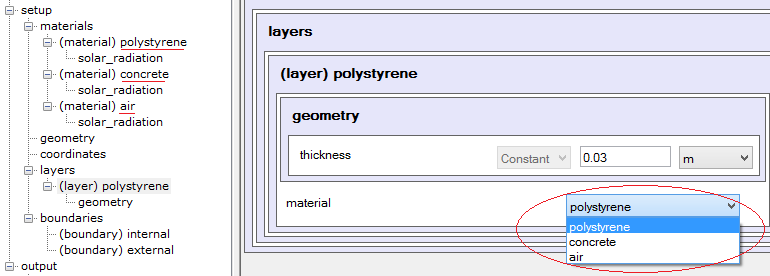 setup
materials
(material) polystyrene
solar_radiation
(material) concrete
solar_radiation
(material) air
solar_radiation
geometry
coordinates
layers
(layer) polystyrene
geometry
boundaries
(boundary) internal
(boundary) external
output
layers
(layer) polystyrene
geometry
thickness Constant 0.03 m
material polystyrene
polystyrene
concrete
air